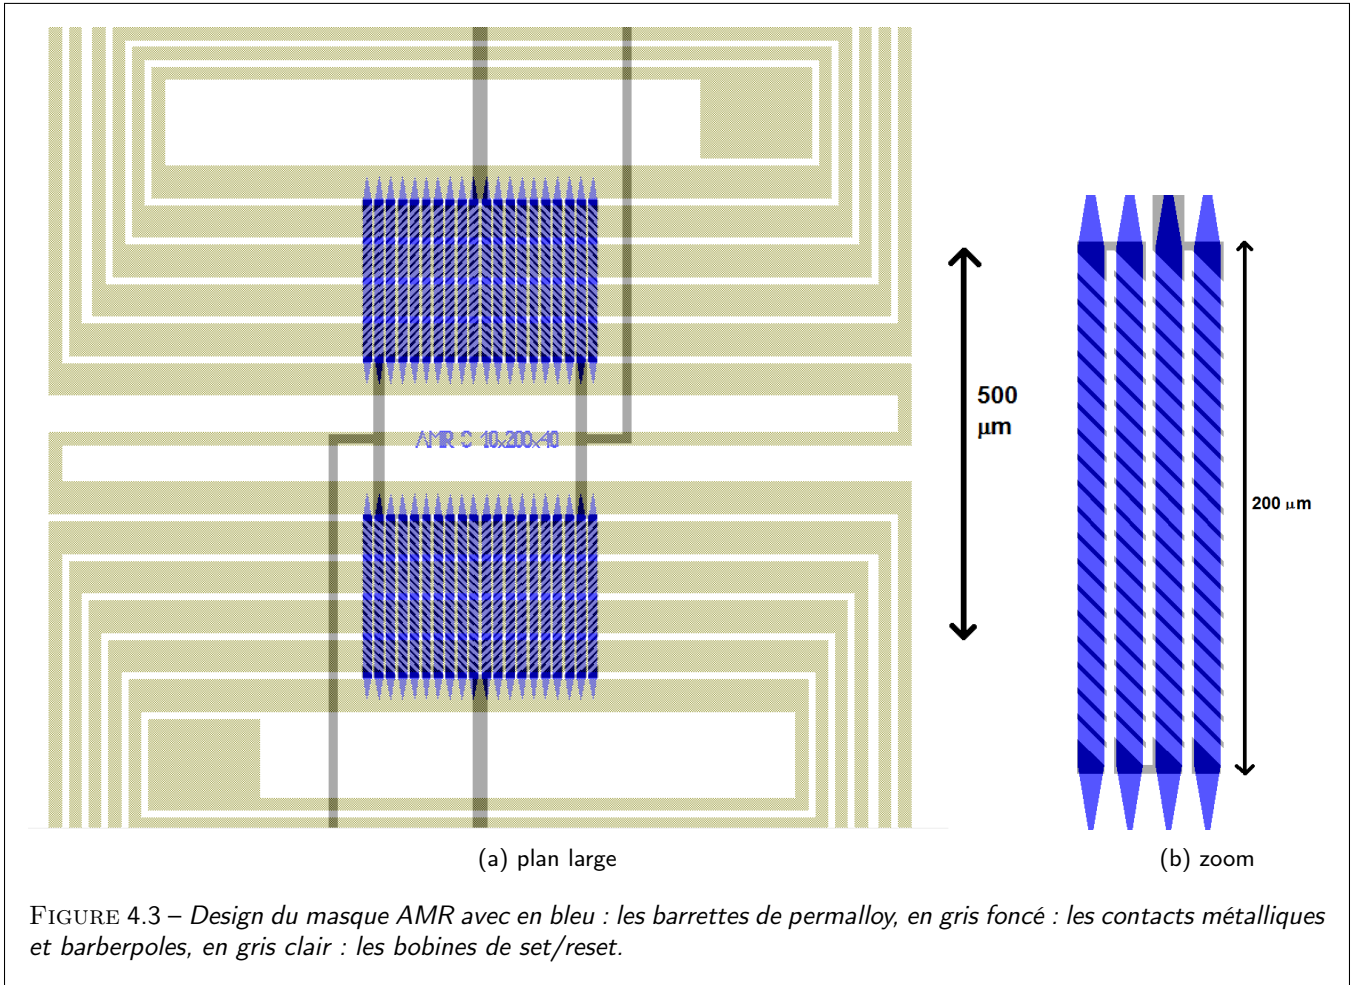 AMR C 10x200x40
500
μm
200 μm
(a) plan large
(b) zoom
FIGURE 4.3 – Design du masque AMR avec en bleu : les barrettes de permalloy, en gris foncé : les contacts métalliques
et barberpoles, en gris clair : les bobines de set/reset.